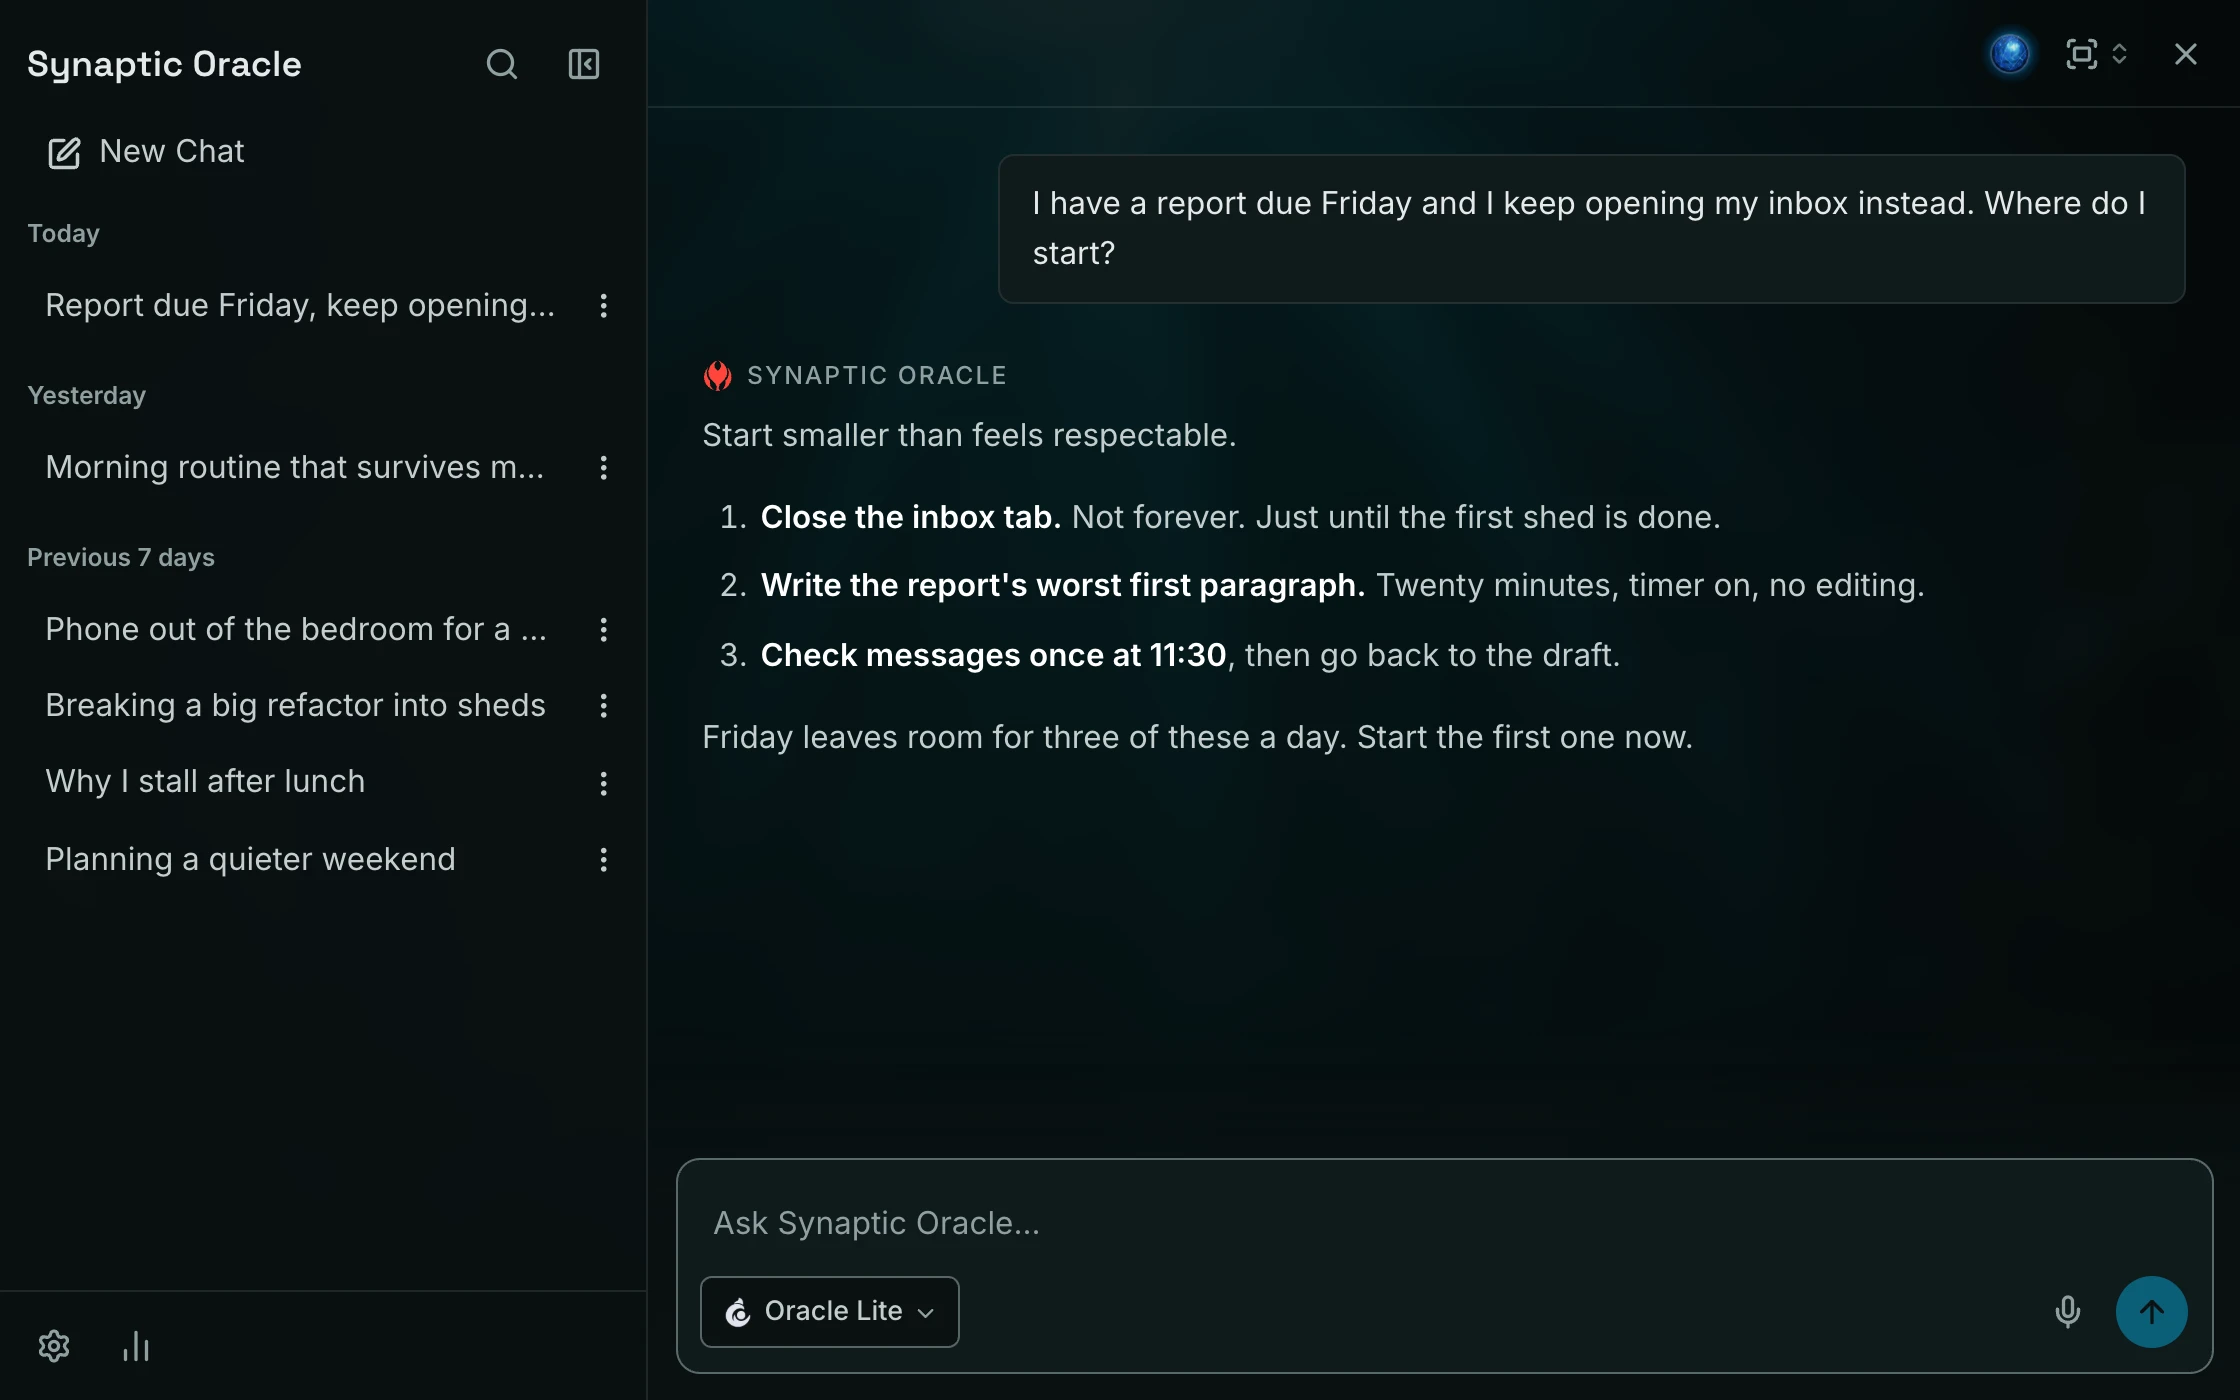 Synaptic Oracle
New Chat
Today
Report due Friday, keep opening...
Yesterday
Morning routine that survives m...
Previous 7 days
Phone out of the bedroom for a ...
Breaking a big refactor into sheds
Why I stall after lunch
Planning a quieter weekend
I have a report due Friday and I keep opening my inbox instead. Where do I
start?
SYNAPTIC ORACLE
Start smaller than feels respectable.
1. Close the inbox tab. Not forever. Just until the first shed is done.
2. Write the report's worst first paragraph. Twenty minutes, timer on, no editing.
3. Check messages once at 11:30, then go back to the draft.
Friday leaves room for three of these a day. Start the first one now.
Ask Synaptic Oracle...
Oracle Lite